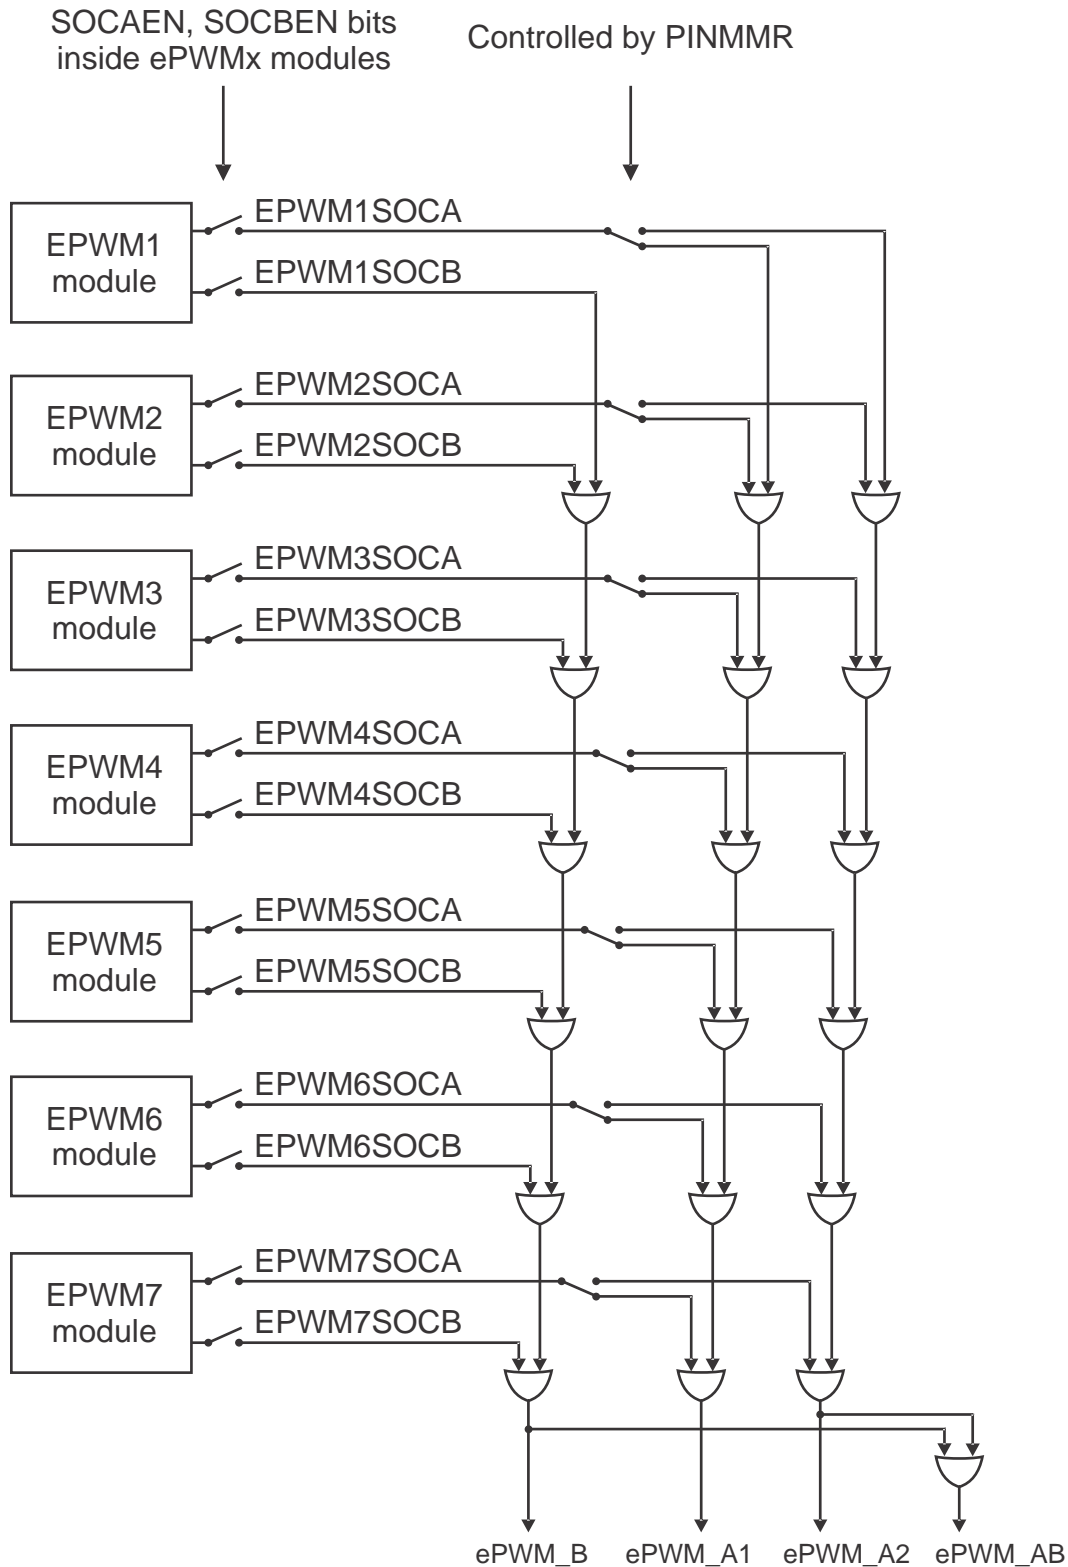 SOCAEN, SOCBEN bits
inside ePWMx modules
Controlled by PINMMR
EPWM1
module
EPWM1SOCA
EPWM1SOCB
EPWM2
module
EPWM2SOCA
EPWM2SOCB
EPWM3
module
EPWM3SOCA
EPWM3SOCB
EPWM4
module
EPWM4SOCA
EPWM4SOCB
EPWM5
module
EPWM5SOCA
EPWM5SOCB
EPWM6
module
EPWM6SOCA
EPWM6SOCB
EPWM7
module
EPWM7SOCA
EPWM7SOCB
ePWM_B ePWM_A1 ePWM_A2 ePWM_AB